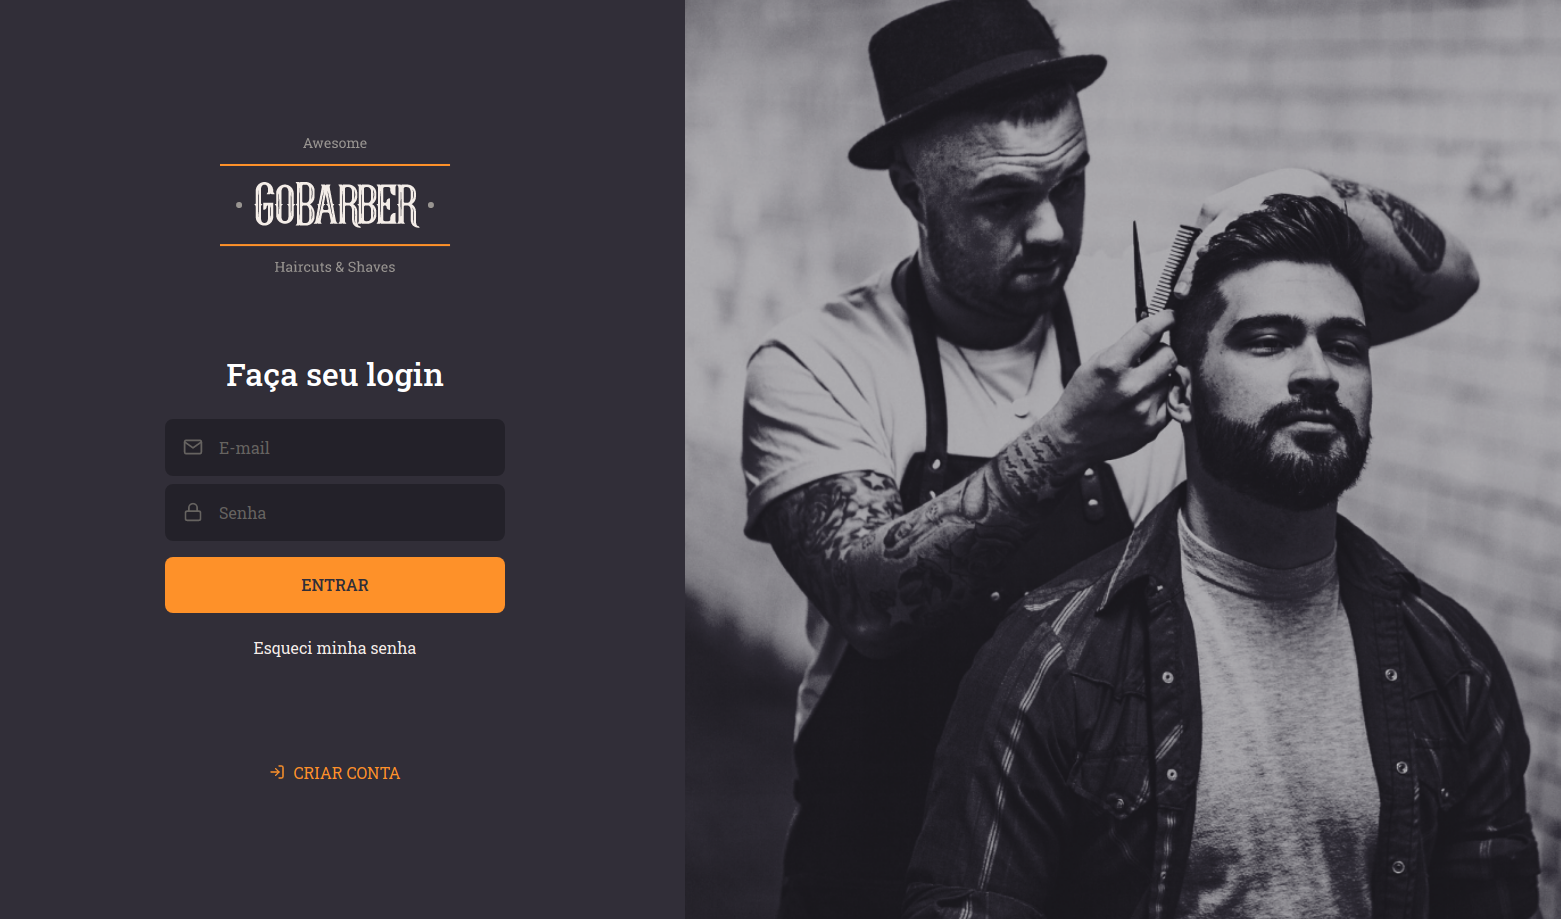 Awesome
GOBARBER
Haircuts & Shaves
Faça seu login
E-mail
Senha
ENTRAR
Esqueci minha senha
CRIAR CONTA